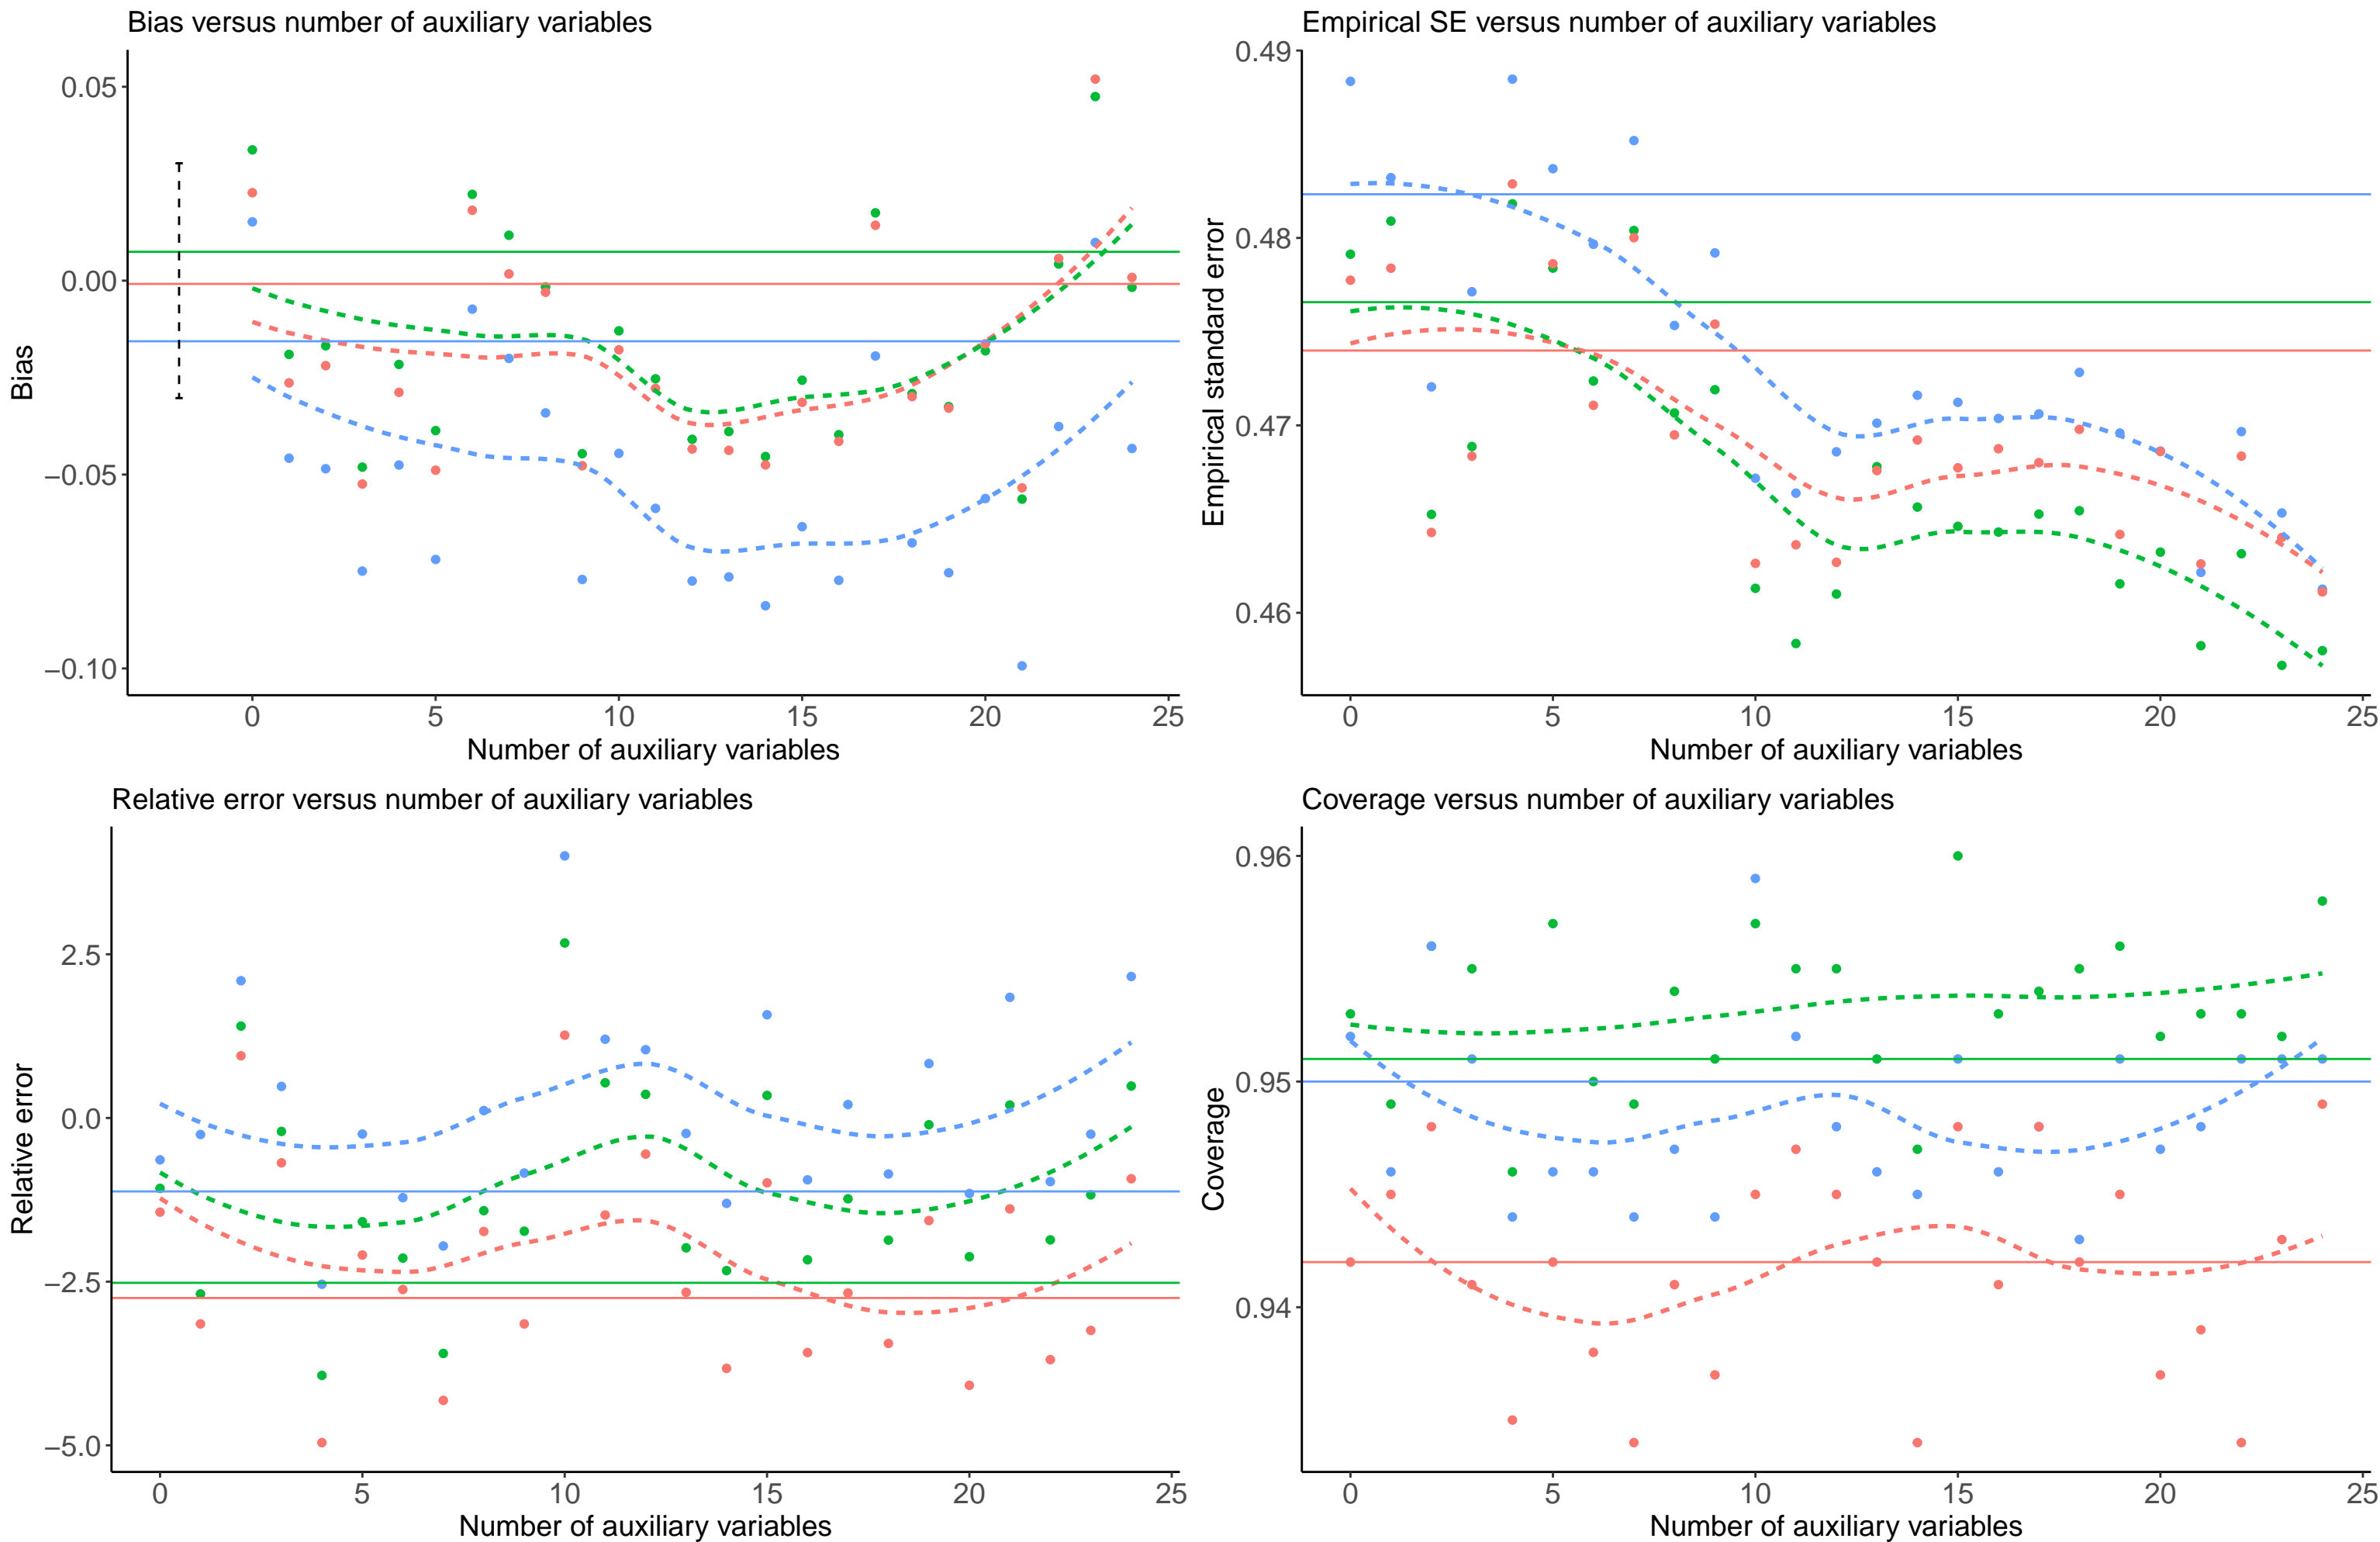 Bias versus number of auxiliary variables
0.05
0.00
−0.05
−0.10
Bias
0 5 10 15 20 25
Number of auxiliary variables
Empirical SE versus number of auxiliary variables
0.49
0.48
0.47
0.46
Empirical standard error
0 5 10 15 20 25
Number of auxiliary variables
Relative error versus number of auxiliary variables
2.5
0.0
−2.5
−5.0
Relative error
0 5 10 15 20 25
Number of auxiliary variables
Coverage versus number of auxiliary variables
0.96
0.95
0.94
Coverage
0 5 10 15 20 25
Number of auxiliary variables